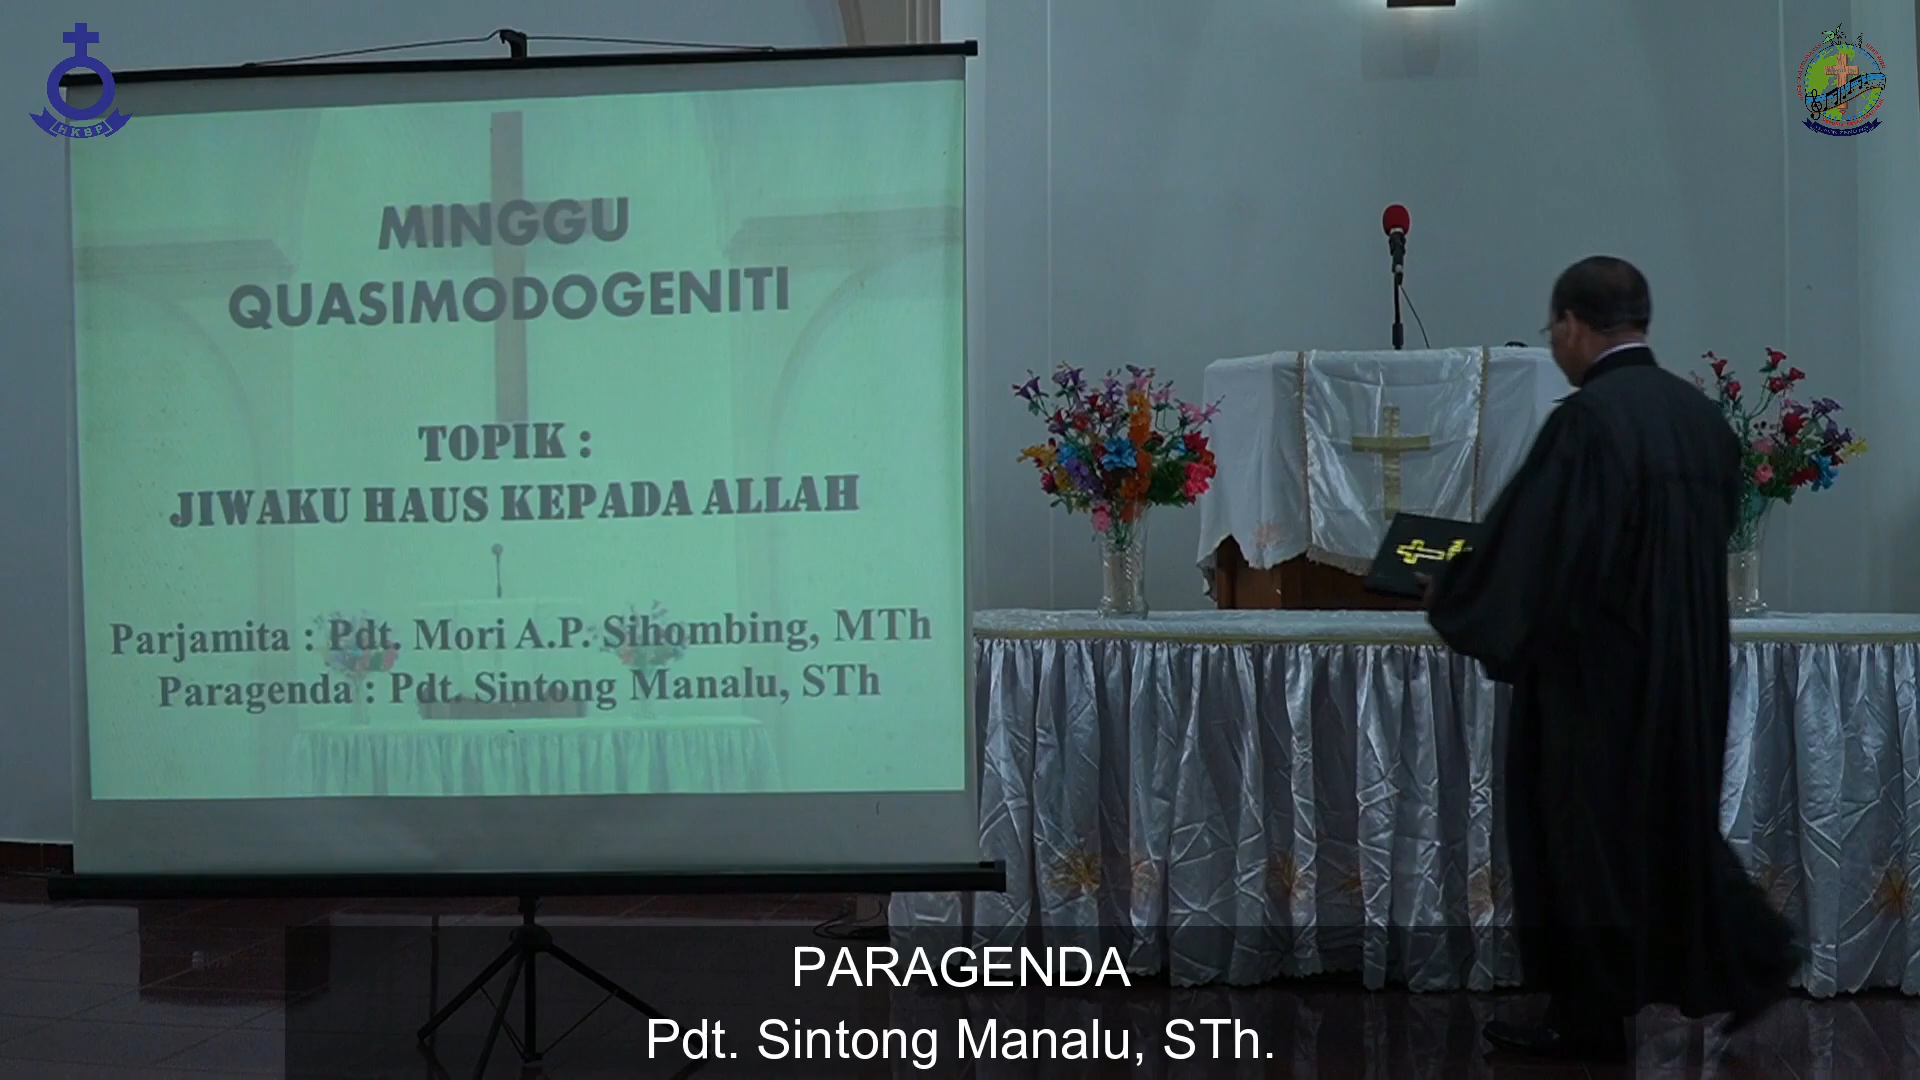 HKBP
MINGGU
QUASIMODOGENITI
TOPIK :
JIWAKU HAUS KEPADA ALLAH
Parjamita : Pdt. Mori A.P. Sihombing, MTh
Paragenda : Pdt. Sintong Manalu, STh
PARAGENDA
Pdt. Sintong Manalu, STh.